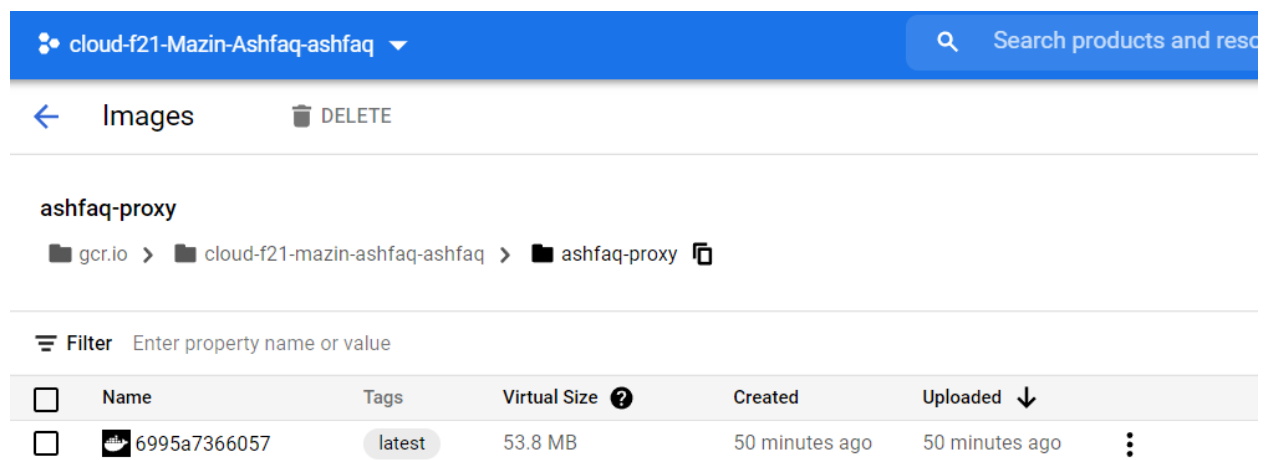 cloud-f21-Mazin-Ashfaq-ashfaq Search products and reso
Images DELETE
ashfaq-proxy
gcr.io > cloud-f21-mazin-ashfaq-ashfaq > ashfaq-proxy
Filter Enter property name or value
Name Tags Virtual Size ? Created Uploaded
6995a7366057 latest 53.8 MB 50 minutes ago 50 minutes ago